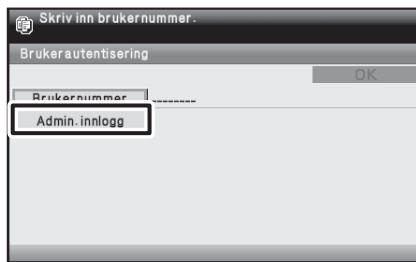 Skriv inn brukernummer.
Brukerautentisering
OK
Brukernummer --------
Admin.innlogg